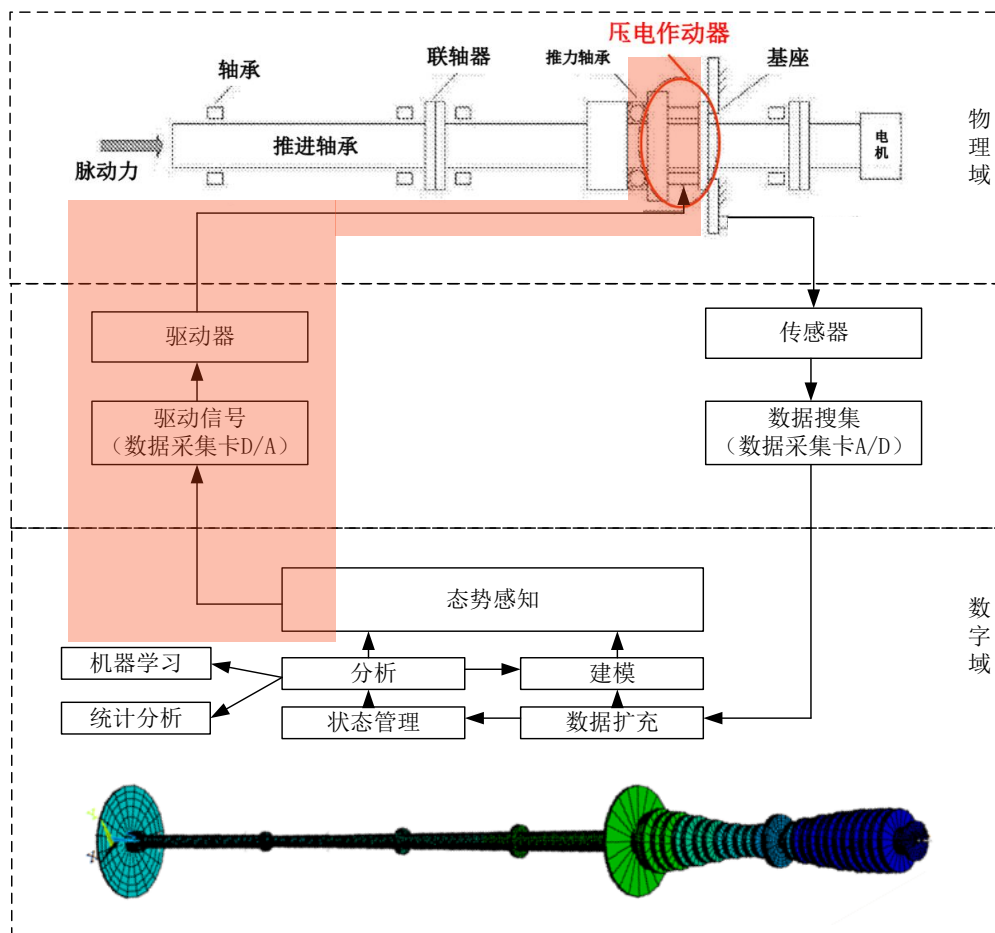 压电作动器
轴承
联轴器
推力轴承
基座
推进轴承
脉动力
电机
物理域
驱动器
传感器
驱动信号
（数据采集卡D/A）
数据搜集
（数据采集卡A/D）
态势感知
数字域
机器学习
分析
建模
统计分析
状态管理
数据扩充